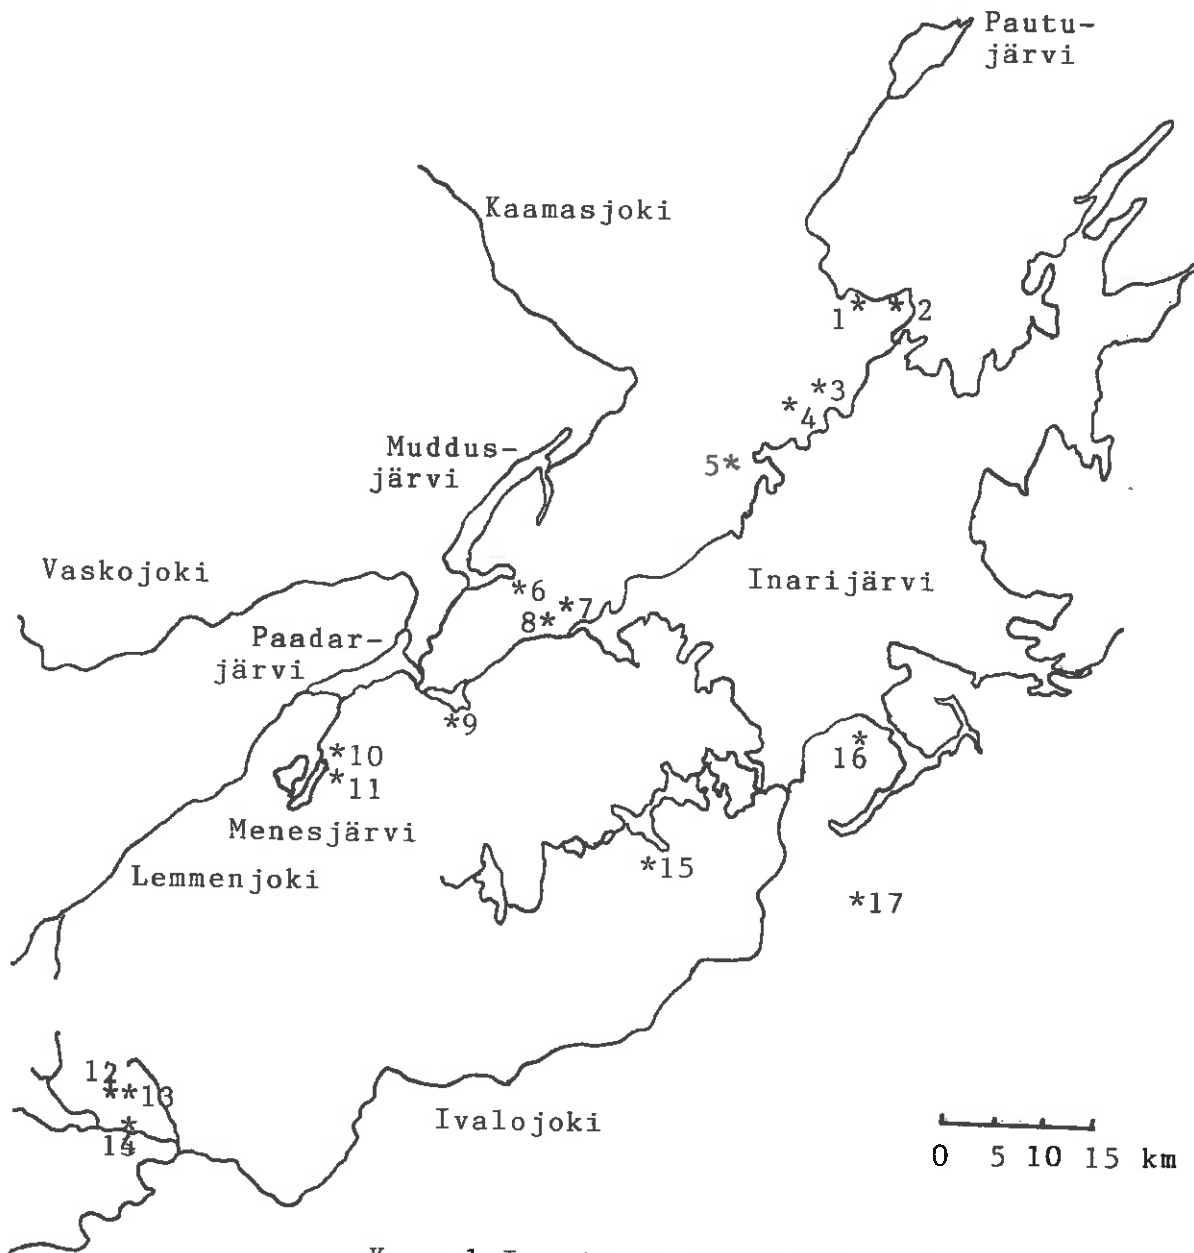 Pautu-
järvi
Kaamasjoki
1* * 2
*3
*4
Muddus-
järvi
5*
Vaskojoki
Inarijärvi
*6
*7
8*
Paadar-
järvi
*9
*10
*11
16
*
Menesjärvi
Lemmenjoki
*15
*17
12
**13
*
14
Ivalojoki
0 5 10 15 km